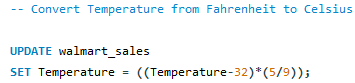 -- Convert Temperature from Fahrenheit to Celsius
UPDATE walmart_sales
SET Temperature = ((Temperature-32)*(5/9));